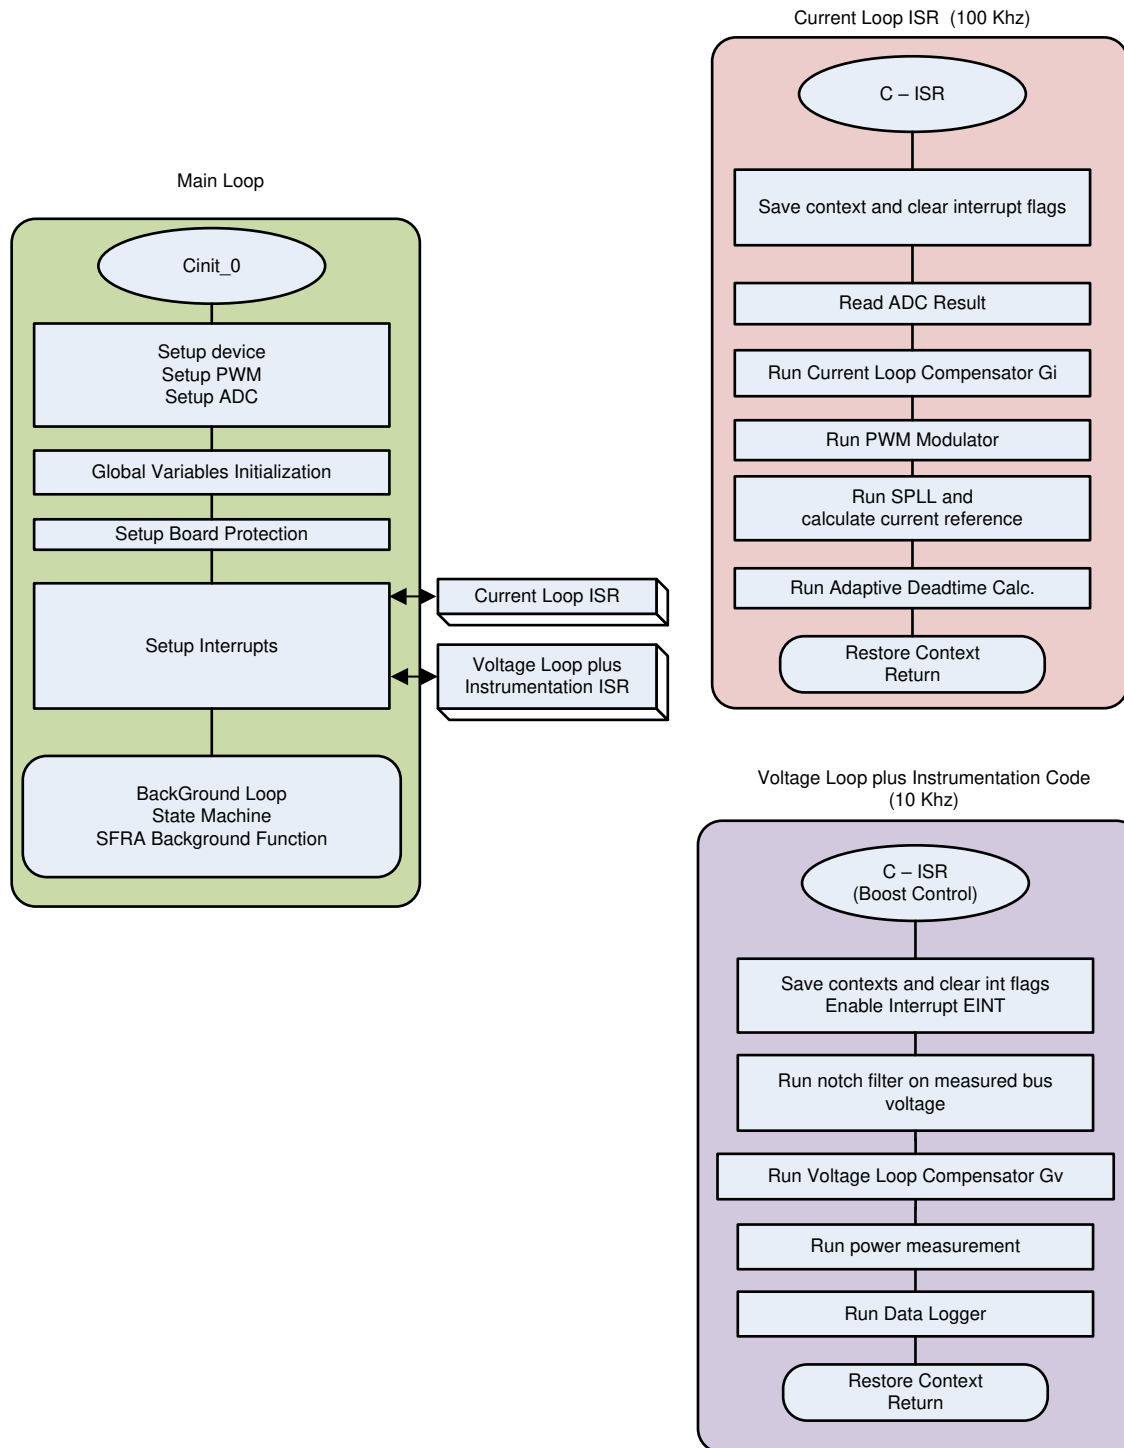 Main Loop
Cinit_0
Setup device
Setup PWM
Setup ADC
Global Variables Initialization
Setup Board Protection
Setup Interrupts
BackGround Loop
State Machine
SFRA Background Function
Current Loop ISR
Voltage Loop plus
Instrumentation ISR
Current Loop ISR  (100 Khz)
C – ISR
Save context and clear interrupt flags
Read ADC Result
Run Current Loop Compensator Gi
Run PWM Modulator
Run SPLL and
calculate current reference
Run Adaptive Deadtime Calc.
Restore Context
Return
Voltage Loop plus Instrumentation Code
(10 Khz)
C – ISR
(Boost Control)
Save contexts and clear int flags
Enable Interrupt EINT
Run notch filter on measured bus
voltage
Run Voltage Loop Compensator Gv
Run power measurement
Run Data Logger
Restore Context
Return